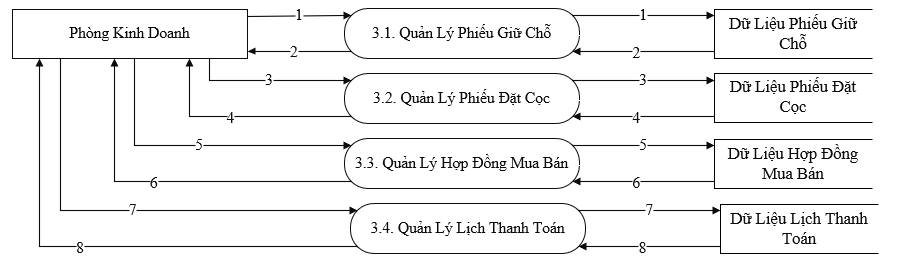 Phòng Kinh Doanh
1
2
3.1. Quản Lý Phiếu Giữ Chỗ
1
2
Dữ Liệu Phiếu Giữ
Chỗ
3
4
3.2. Quản Lý Phiếu Đặt Cọc
3
4
Dữ Liệu Phiếu Đặt
Cọc
5
6
3.3. Quản Lý Hợp Đồng Mua Bán
5
6
Dữ Liệu Hợp Đồng
Mua Bán
7
8
3.4. Quản Lý Lịch Thanh Toán
7
8
Dữ Liệu Lịch Thanh
Toán